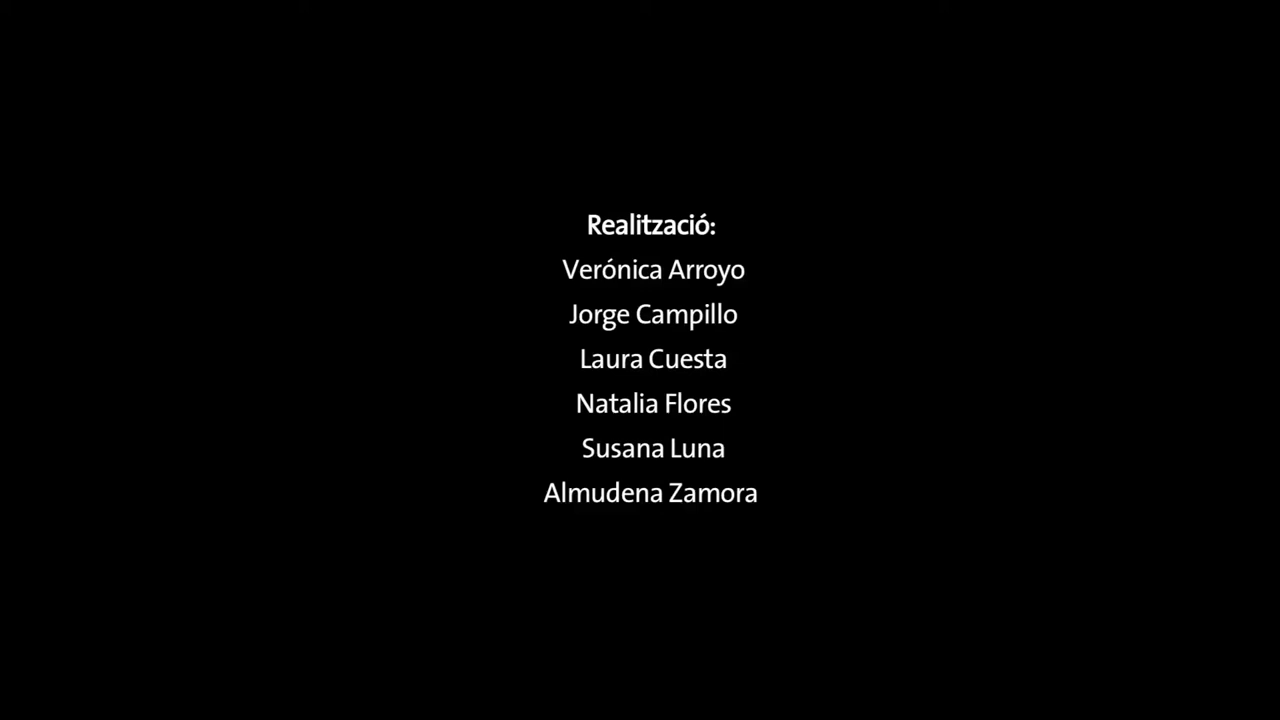 Realització:
Verónica Arroyo
Jorge Campillo
Laura Cuesta
Natalia Flores
Susana Luna
Almudena Zamora